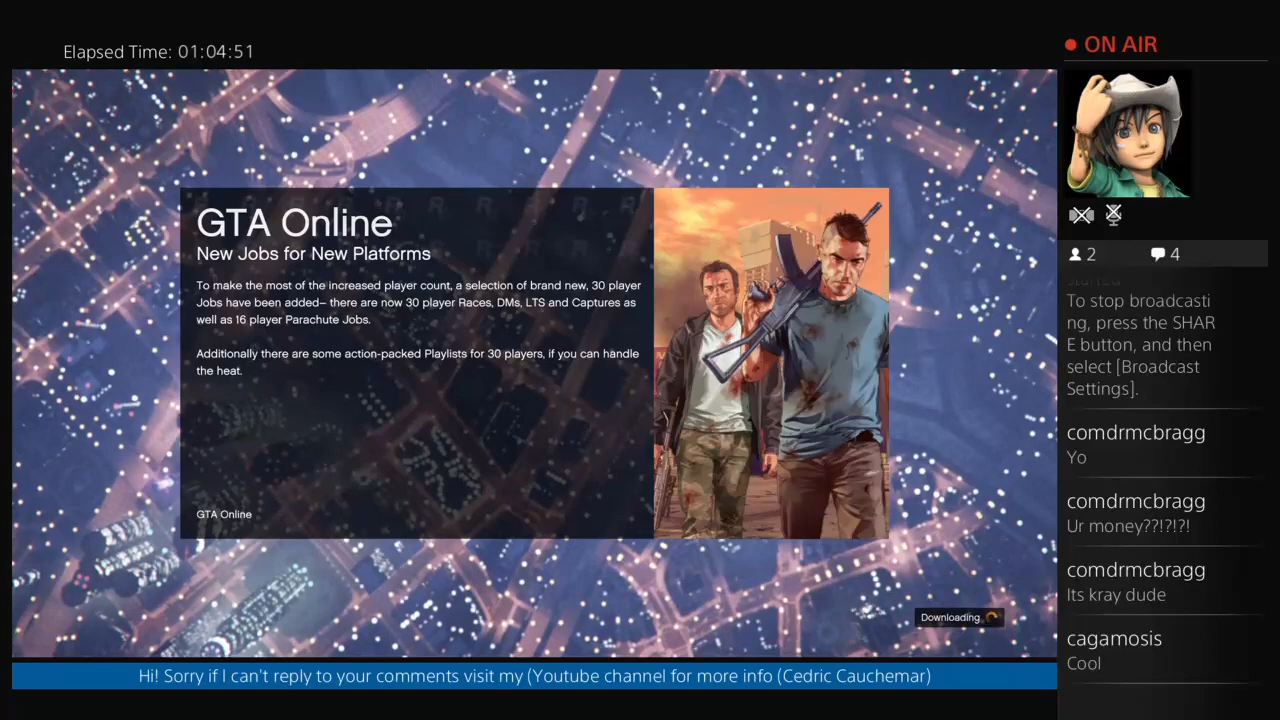 Elapsed Time: 01:04:51
ON AIR
GTA Online
New Jobs for New Platforms
To make the most of the increased player count, a selection of brand new, 30 player
Jobs have been added– there are now 30 player Races, DMs, LTS and Captures as
well as 16 player Parachute Jobs.
Additionally there are some action-packed Playlists for 30 players, if you can handle
the heat.
GTA Online
Downloading
2
4
To stop broadcasti
ng, press the SHAR
E button, and then
select [Broadcast
Settings].
comdrmcbragg
Yo
comdrmcbragg
Ur money??!?!?!
comdrmcbragg
Its kray dude
cagamosis
Cool
Hi! Sorry if I can't reply to your comments visit my (Youtube channel for more info (Cedric Cauchemar)